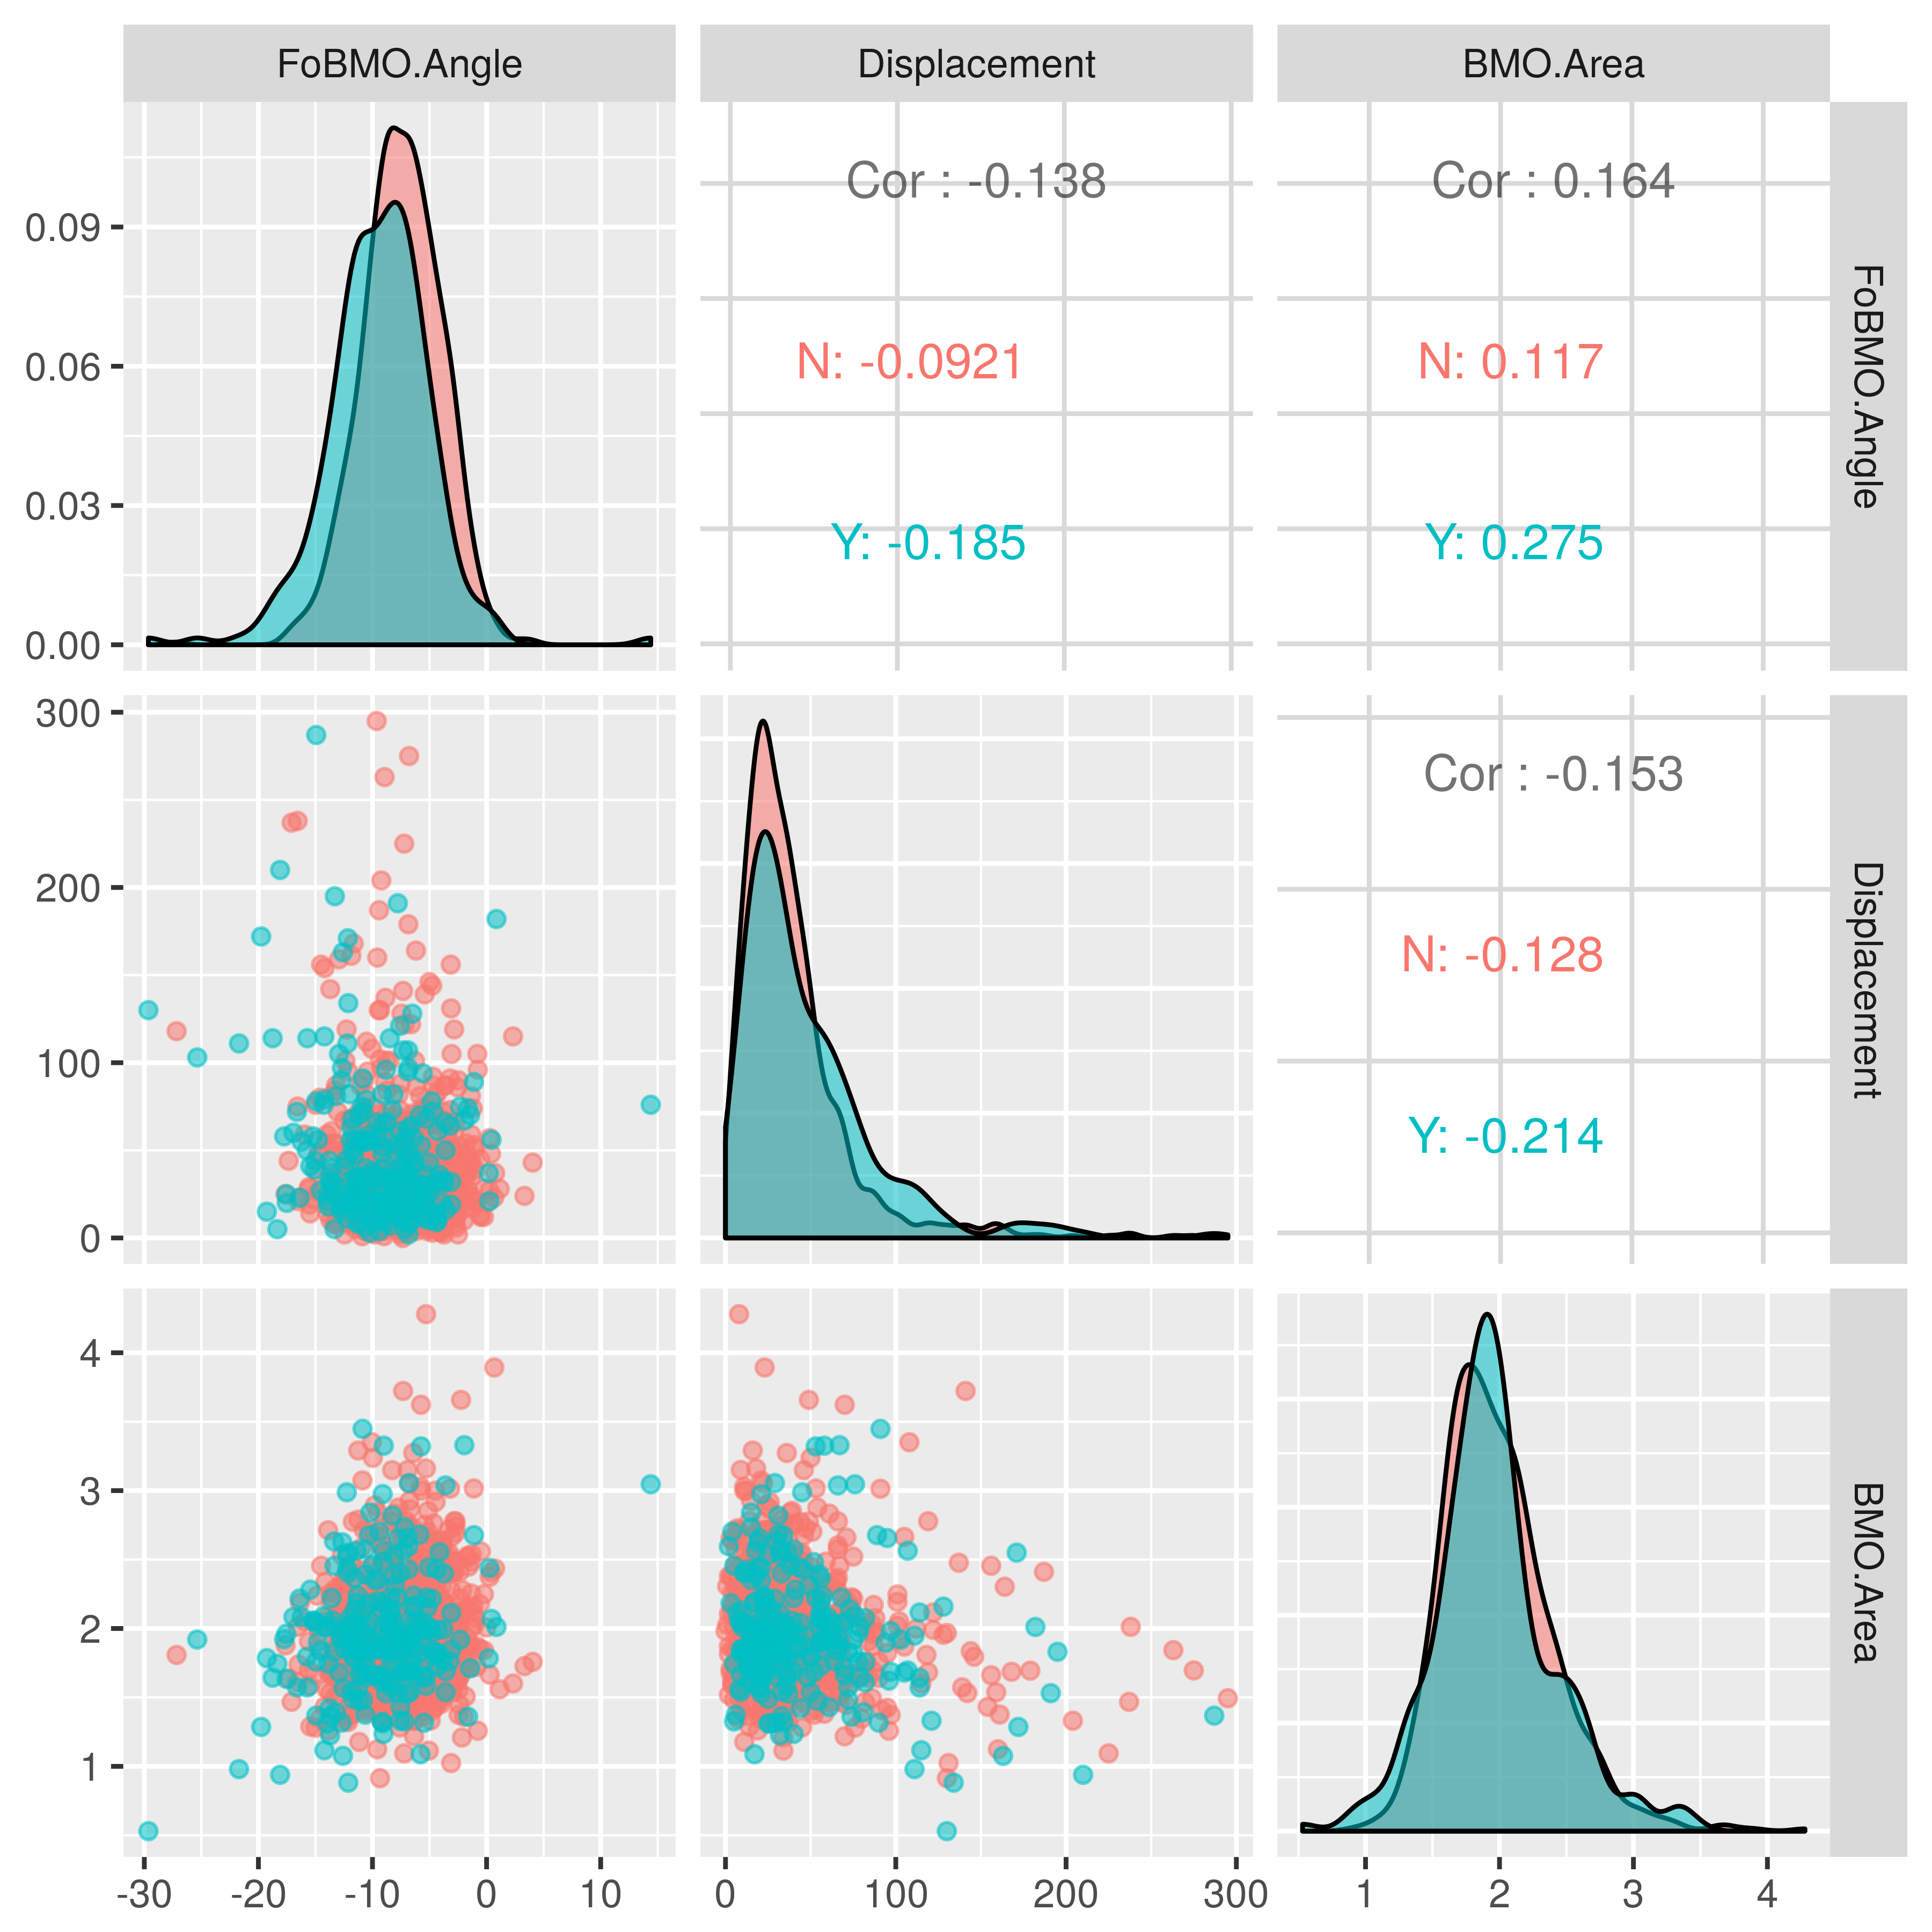 FoBMO.Angle
Displacement
BMO.Area
Cor : -0.138
Cor : 0.164
N: -0.0921
N: 0.117
Y: -0.185
Y: 0.275
FoBMO.Angle
0.09
0.06
0.03
0.00
Cor : -0.153
N: -0.128
Y: -0.214
Displacement
300
200
100
0
BMO.Area
4
3
2
1
-30 -20 -10 0 10
0 100 200 300
1 2 3 4